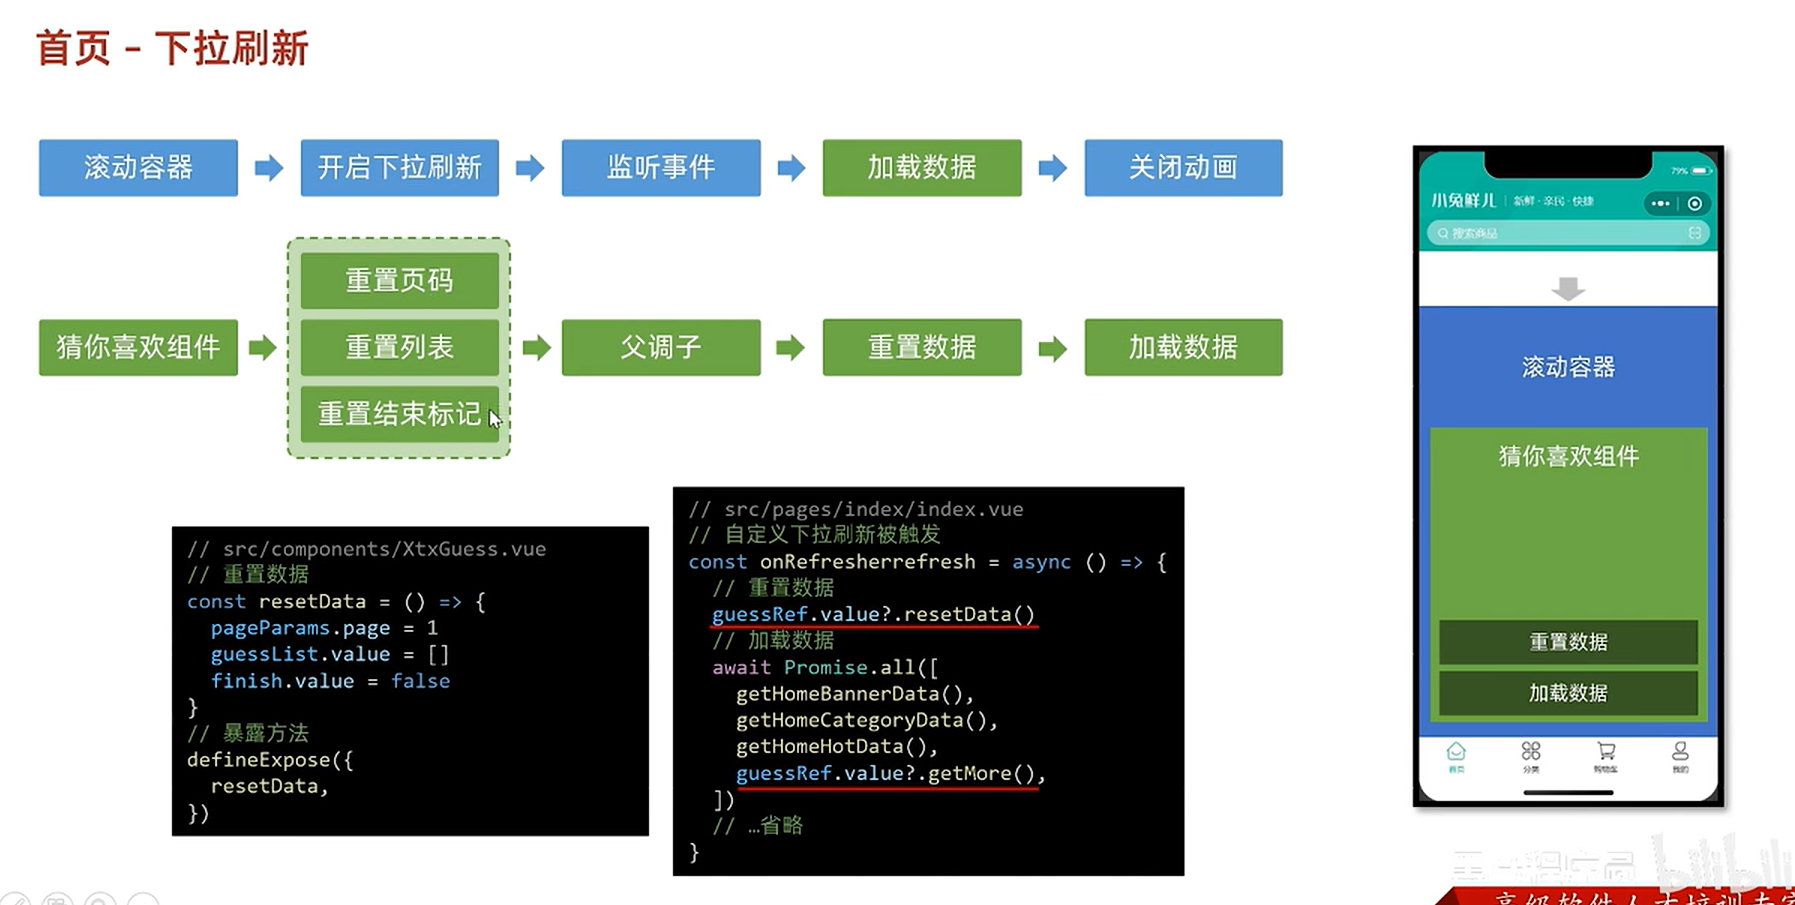 首页 – 下拉刷新
滚动容器
开启下拉刷新
监听事件
加载数据
关闭动画
猜你喜欢组件
重置页码
重置列表
重置结束标记
父调子
重置数据
加载数据
// src/components/XtxGuess.vue
// 重置数据
const resetData = () => {
pageParams.page = 1
guessList.value = []
finish.value = false
}
// 暴露方法
defineExpose({
resetData,
})
// src/pages/index/index.vue
// 自定义下拉刷新被触发
const onRefresherrefresh = async () => {
// 重置数据
guessRef.value?.resetData()
// 加载数据
await Promise.all([
getHomeBannerData(),
getHomeCategoryData(),
getHomeHotData(),
guessRef.value?.getMore(),
])
// …省略
}
79%
小兔鲜儿 新鲜·亲民·快捷
搜索商品
滚动容器
猜你喜欢组件
重置数据
加载数据
首页
分类
购物车
我的
bilibili
高级软件人才培训专家